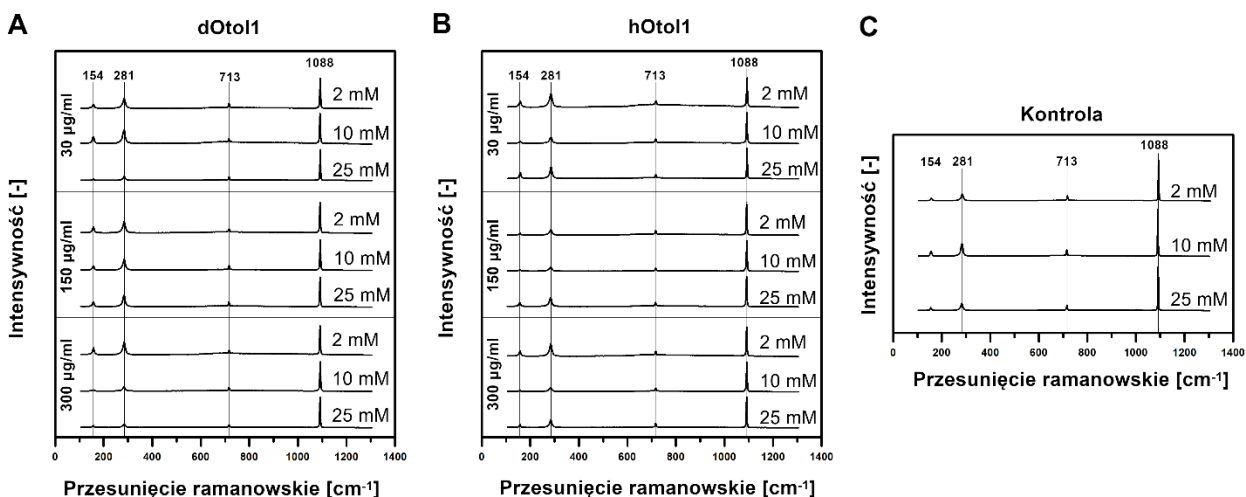 A
dOtol1
154 281 713 1088
30 µg/ml
2 mM
10 mM
25 mM
150 µg/ml
2 mM
10 mM
25 mM
300 µg/ml
2 mM
10 mM
25 mM
Intensywność [-]
0 200 400 600 800 1000 1200 1400
Przesunięcie ramanowskie [cm⁻¹]
B
hOtol1
154 281 713 1088
30 µg/ml
2 mM
10 mM
25 mM
150 µg/ml
2 mM
10 mM
25 mM
300 µg/ml
2 mM
10 mM
25 mM
Intensywność [-]
0 200 400 600 800 1000 1200 1400
Przesunięcie ramanowskie [cm⁻¹]
C
Kontrola
154 281 713 1088
2 mM
10 mM
25 mM
Intensywność [-]
0 200 400 600 800 1000 1200 1400
Przesunięcie ramanowskie [cm⁻¹]